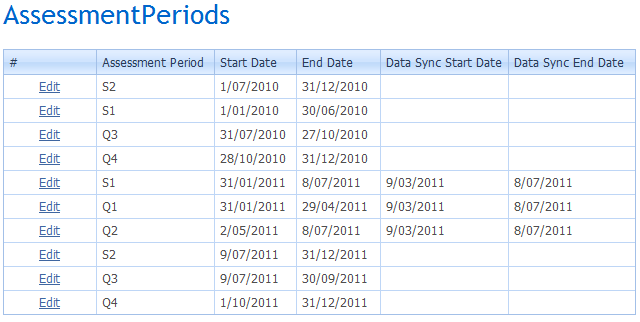 AssessmentPeriods
# Assessment Period Start Date End Date Data Sync Start Date Data Sync End Date
Edit S2 1/07/2010 31/12/2010
Edit S1 1/01/2010 30/06/2010
Edit Q3 31/07/2010 27/10/2010
Edit Q4 28/10/2010 31/12/2010
Edit S1 31/01/2011 8/07/2011 9/03/2011 8/07/2011
Edit Q1 31/01/2011 29/04/2011 9/03/2011 8/07/2011
Edit Q2 2/05/2011 8/07/2011 9/03/2011 8/07/2011
Edit S2 9/07/2011 31/12/2011
Edit Q3 9/07/2011 30/09/2011
Edit Q4 1/10/2011 31/12/2011